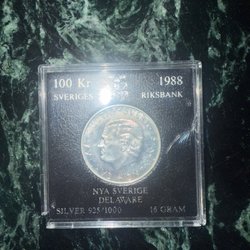 100 Kr 1988
SVERIGES RIKSBANK
NYA SVERIGE
DELAWARE
SILVER 925/1000 16 GRAM